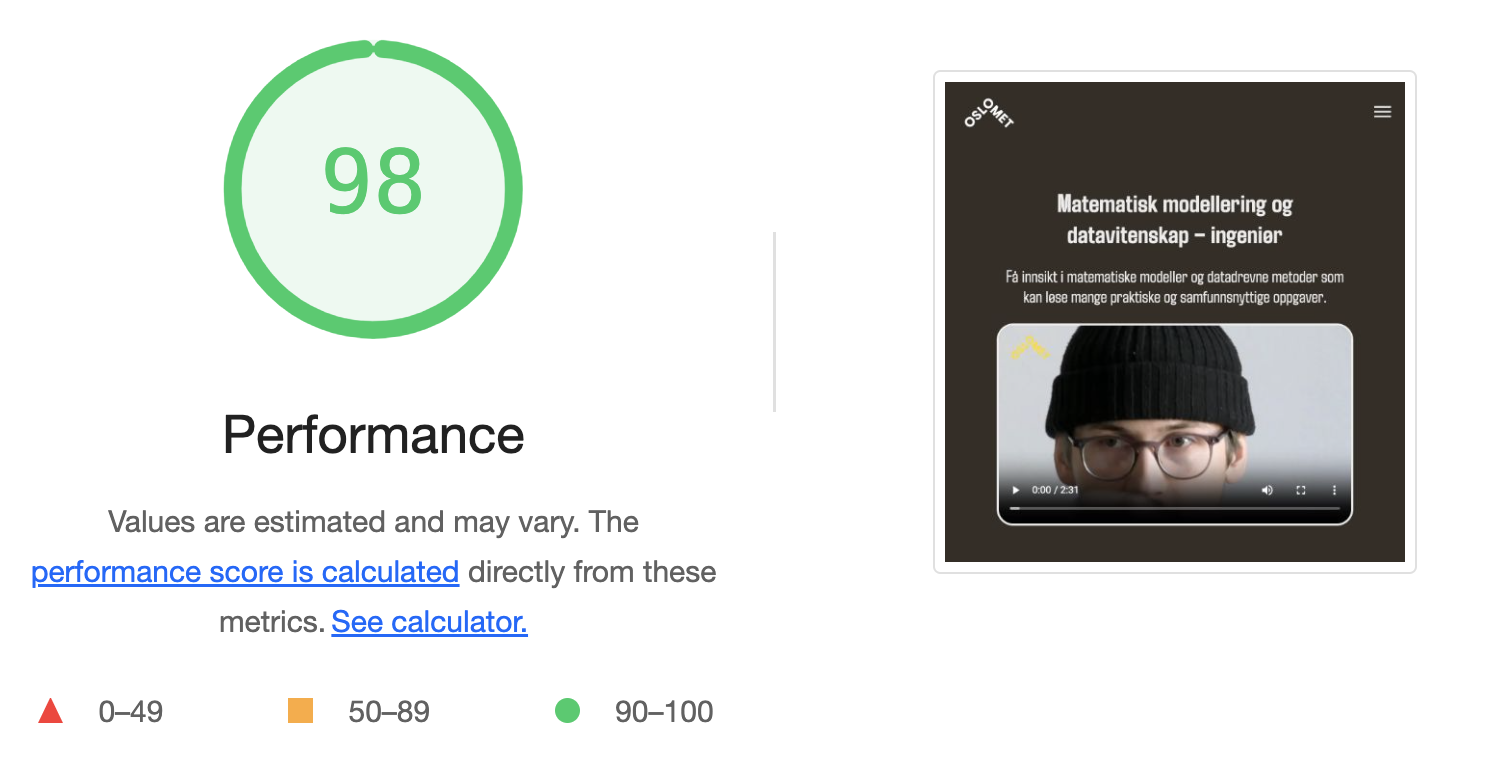 98
Performance
Values are estimated and may vary. The
performance score is calculated directly from these
metrics. See calculator.
0–49
50–89
90–100
OSLOMET
Matematisk modellering og
datavitenskap – ingeniør
Få innsikt i matematiske modeller og datadrevne metoder som
kan løse mange praktiske og samfunnsnyttige oppgaver.
OSLOMET
0:00 / 2:31